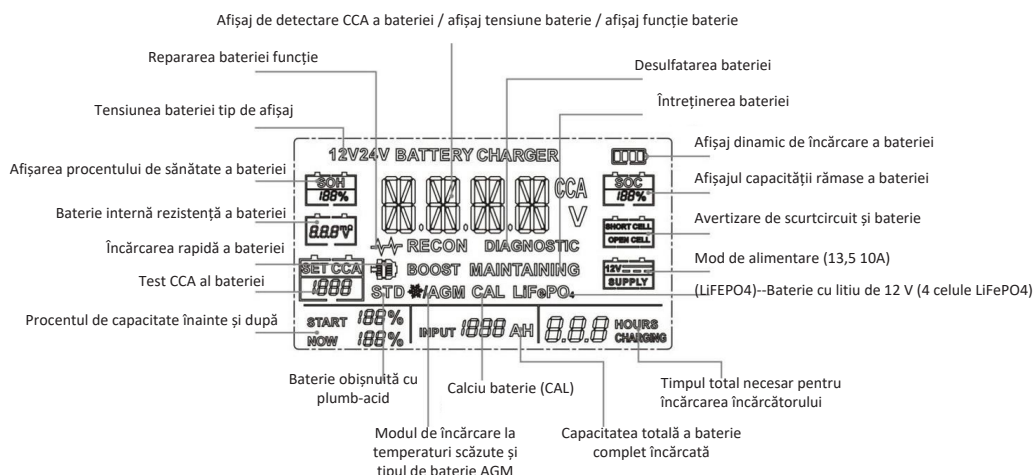 Afișaj de detectare CCA a bateriei / afișaj tensiune baterie / afișaj funcție baterie
Repararea bateriei funcție
Desulfatarea bateriei
Tensiunea bateriei tip de afișaj
Întreținerea bateriei
Afișaj dinamic de încărcare a bateriei
Afișarea procentului de sănătate a bateriei
Afișajul capacității rămase a bateriei
Baterie internă rezistență a bateriei
Avertizare de scurtcircuit și baterie
Încărcarea rapidă a bateriei
Mod de alimentare (13,5 10A)
Test CCA al bateriei
(LiFEPO4)--Baterie cu litiu de 12 V (4 celule LiFePO4)
Procentul de capacitate înainte și după
12V24V BATTERY CHARGER
SOH
188%
8.8.8 mΩ
CCA
V
SOC
188%
SHORT CELL
OPEN CELL
RECON DIAGNOSTIC
SET CCA
1888
BOOST MAINTAINING
12V
SUPPLY
STD /AGM CAL LiFePO4
START 188%
NOW 188%
INPUT 1888 AH
8.8.8 HOURS
CHARGING
Baterie obișnuită cu
plumb-acid
Calciu baterie (CAL)
Timpul total necesar pentru
încărcarea încărcătorului
Modul de încărcare la
temperaturi scăzute și
tipul de baterie AGM
Capacitatea totală a baterie
complet încărcată